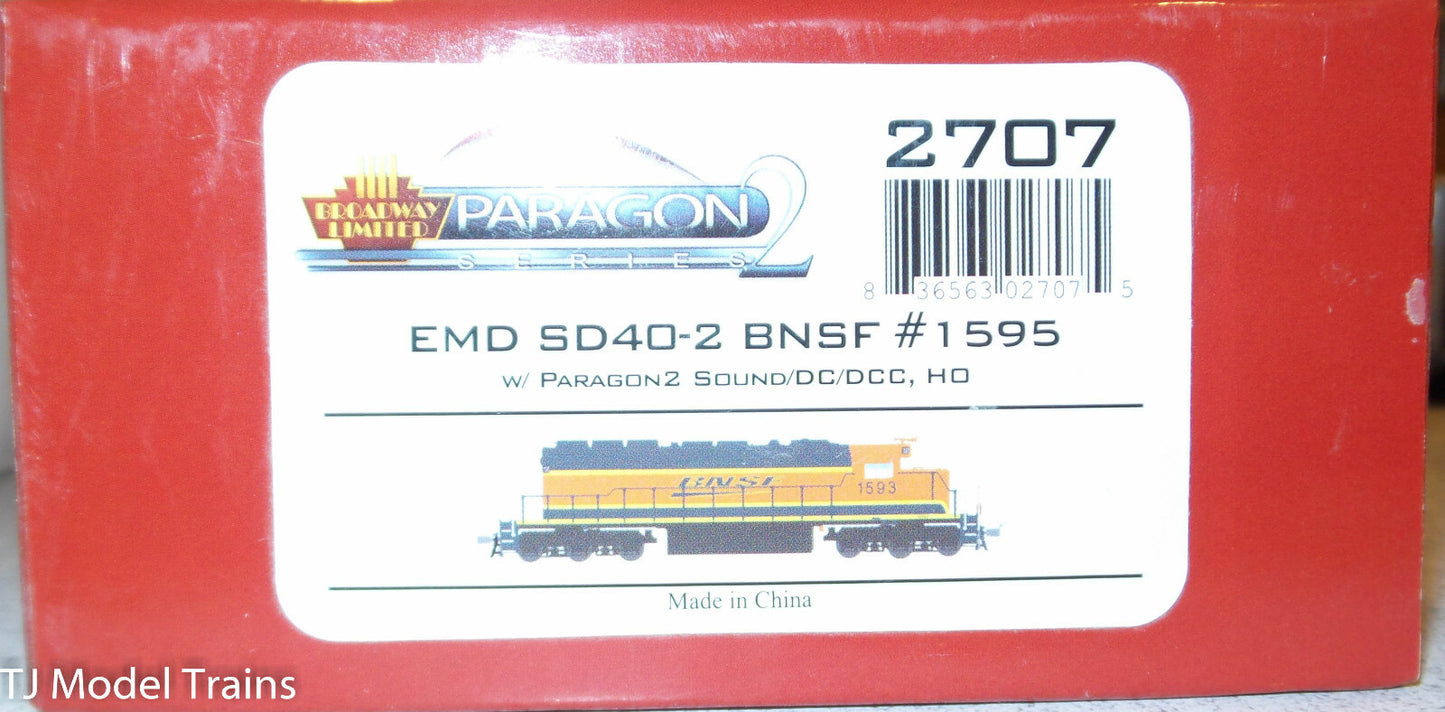 2707
BROADWAY
LIMITED
PARAGON 2
SERIES
8 36563 02707 5
EMD SD40-2 BNSF #1595
W/ PARAGON2 SOUND/DC/DCC, HO
BNSF
1593
Made in China
TJ Model Trains